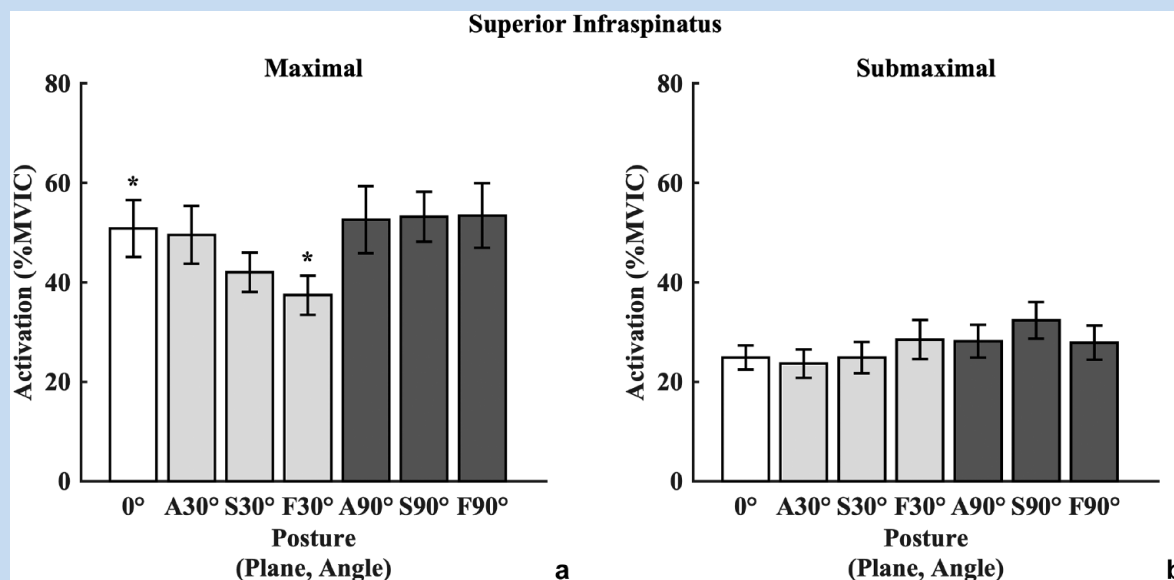 Superior Infraspinatus
Maximal
80
60
40
20
0
Activation (%MVIC)
*
*
0° A30° S30° F30° A90° S90° F90°
Posture
(Plane, Angle)
a
Submaximal
80
60
40
20
0
Activation (%MVIC)
0° A30° S30° F30° A90° S90° F90°
Posture
(Plane, Angle)
b